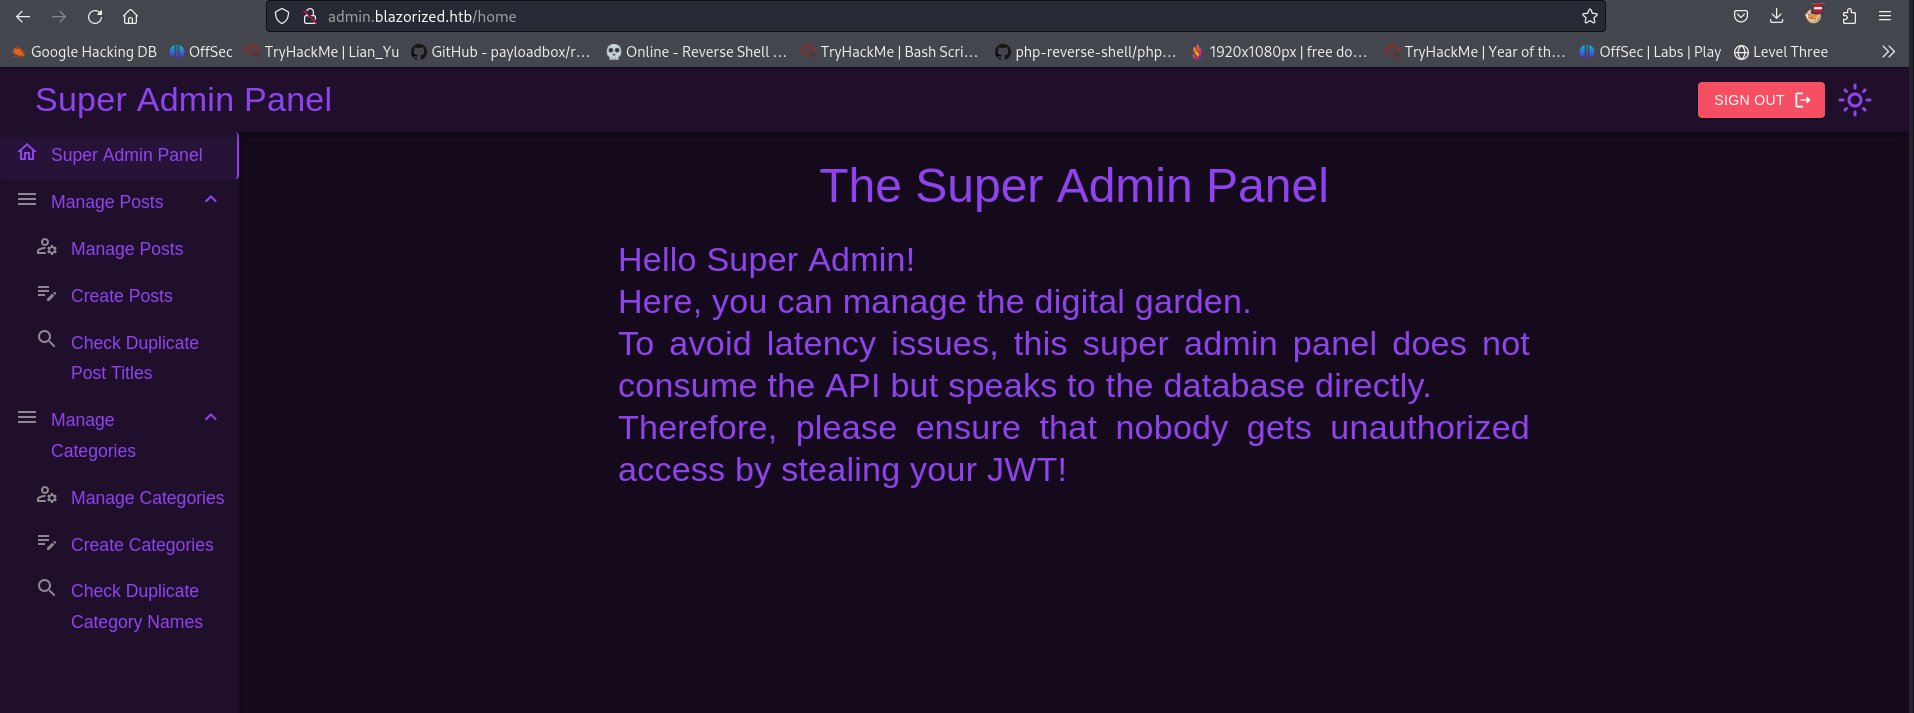 admin.blazorized.htb/home
Google Hacking DB OffSec TryHackMe | Lian_Yu GitHub - payloadbox/r... Online - Reverse Shell ... TryHackMe | Bash Scri... php-reverse-shell/php... 1920x1080px | free do... TryHackMe | Year of th... OffSec | Labs | Play Level Three
Super Admin Panel
SIGN OUT
Super Admin Panel
Manage Posts
Manage Posts
Create Posts
Check Duplicate
Post Titles
Manage
Categories
Manage Categories
Create Categories
Check Duplicate
Category Names
The Super Admin Panel
Hello Super Admin!
Here, you can manage the digital garden.
To avoid latency issues, this super admin panel does not
consume the API but speaks to the database directly.
Therefore, please ensure that nobody gets unauthorized
access by stealing your JWT!